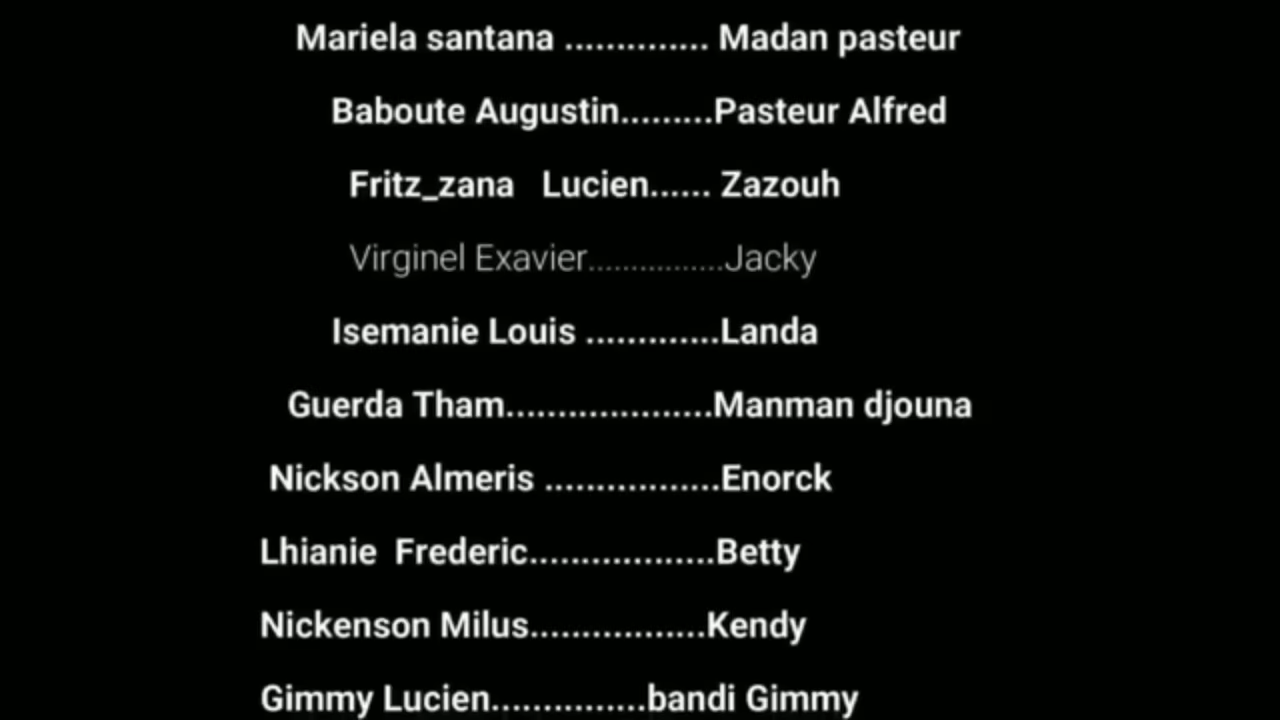 Mariela santana .............. Madan pasteur
Baboute Augustin.........Pasteur Alfred
Fritz_zana   Lucien...... Zazouh
Virginel Exavier................Jacky
Isemanie Louis .............Landa
Guerda Tham....................Manman djouna
Nickson Almeris .................Enorck
Lhianie  Frederic..................Betty
Nickenson Milus.................Kendy
Gimmy Lucien...............bandi Gimmy